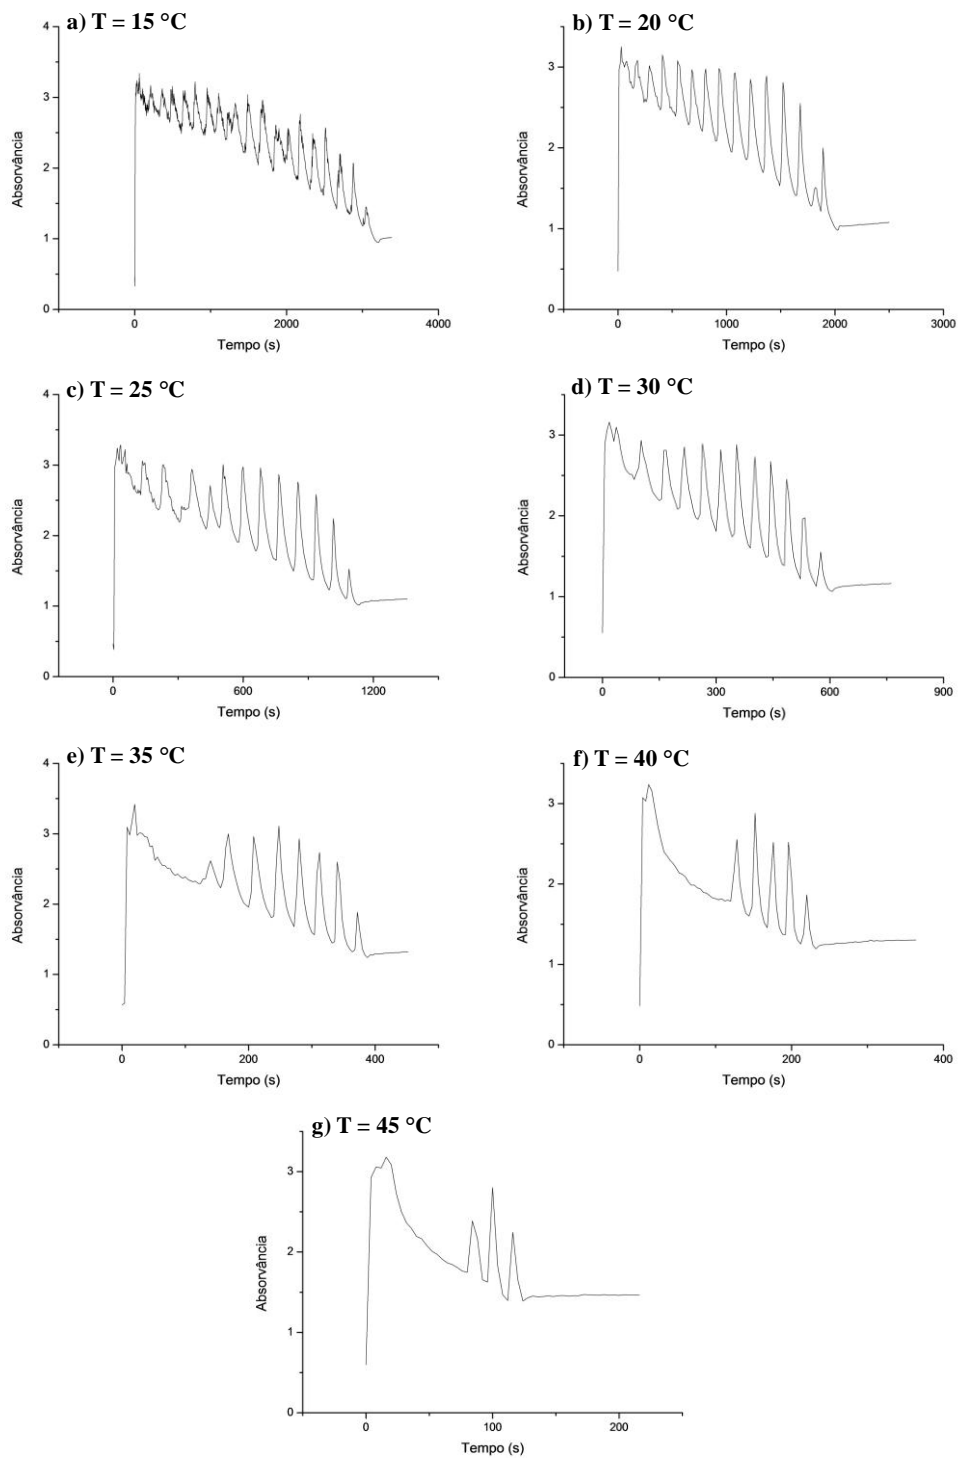 a) T = 15 °C
4
3
2
1
0
Absorvância
0 2000 4000
Tempo (s)
b) T = 20 °C
3
2
1
0
Absorvância
0 1000 2000 3000
Tempo (s)
c) T = 25 °C
4
3
2
1
0
Absorvância
0 600 1200
Tempo (s)
d) T = 30 °C
3
2
1
0
Absorvância
0 300 600 900
Tempo (s)
e) T = 35 °C
4
3
2
1
0
Absorvância
0 200 400
Tempo (s)
f) T = 40 °C
3
2
1
0
Absorvância
0 200 400
Tempo (s)
g) T = 45 °C
3
2
1
0
Absorvância
0 100 200
Tempo (s)